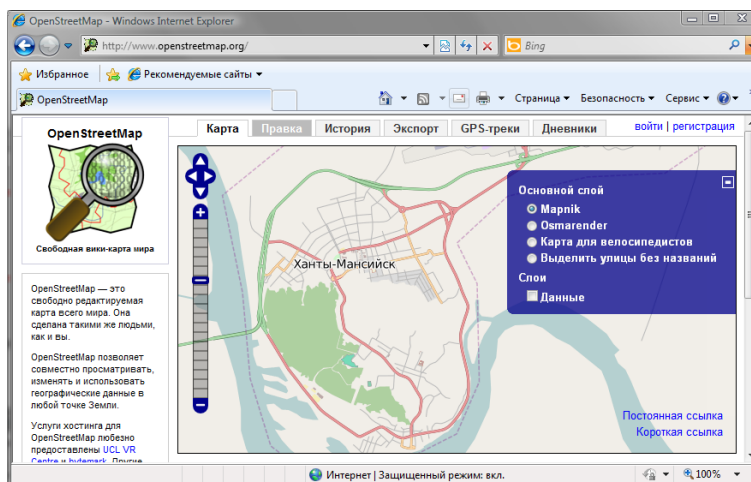 OpenStreetMap - Windows Internet Explorer
http://www.openstreetmap.org/
Bing
Избранное
Рекомендуемые сайты
OpenStreetMap
Страница
Безопасность
Сервис
OpenStreetMap
Карта
Правка
История
Экспорт
GPS-треки
Дневники
войти | регистрация
Свободная вики-карта мира
OpenStreetMap — это
свободно редактируемая
карта всего мира. Она
сделана такими же людьми,
как и вы.
OpenStreetMap позволяет
совместно просматривать,
изменять и использовать
географические данные в
любой точке Земли.
Услуги хостинга для
OpenStreetMap любезно
предоставлены UCL VR
Centre и bytemark. Другие
Ханты-Мансийск
Основной слой
Mapnik
Osmarender
Карта для велосипедистов
Выделить улицы без названий
Слои
Данные
Постоянная ссылка
Короткая ссылка
Интернет | Защищенный режим: вкл.
100%